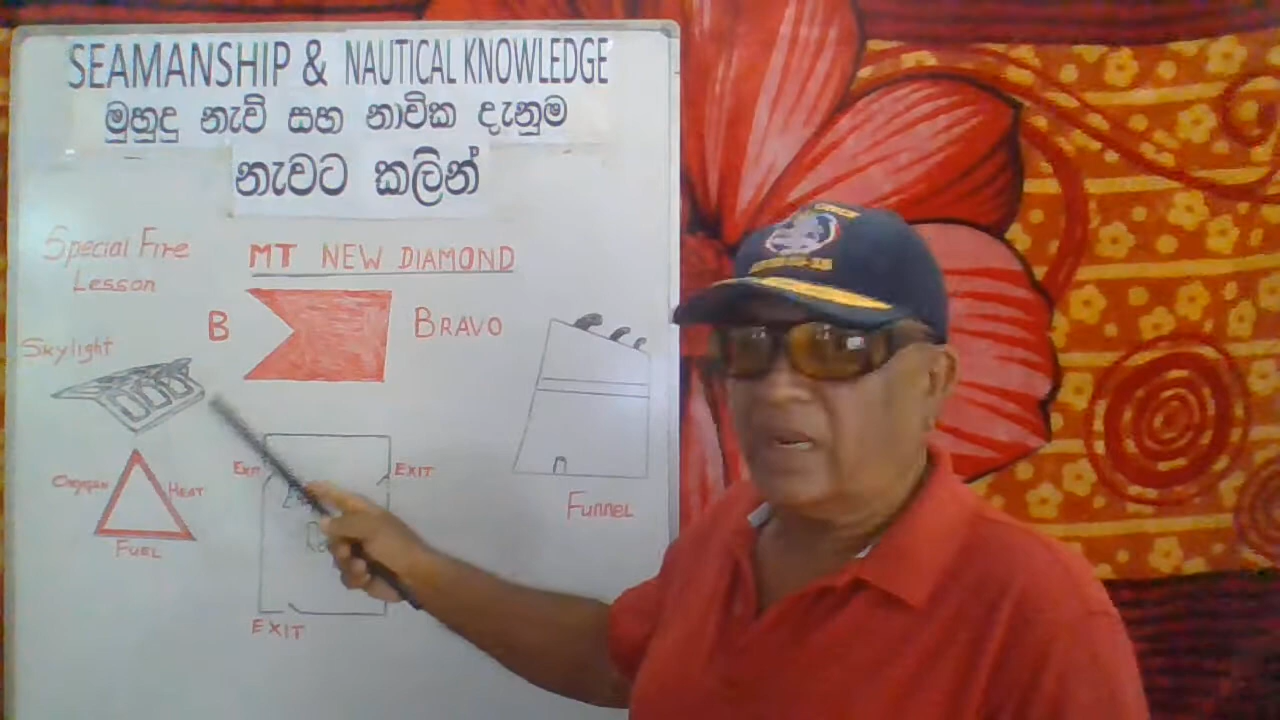 SEAMANSHIP & NAUTICAL KNOWLEDGE
මුහුදු නැවි සහ නාවික දැනුම
නැවට කලින්
Special Fire
Lesson
MT NEW DIAMOND
B
BRAVO
Skylight
EXIT
EXIT
Oxygen
HEAT
FUEL
Funnel
EXIT